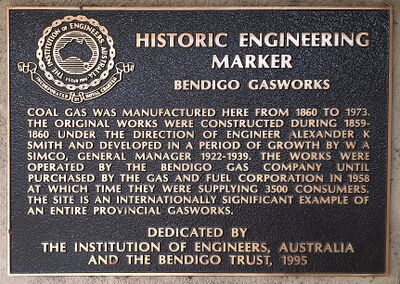 THE INSTITUTION OF ENGINEERS, AUSTRALIA
INCORPORATED BY ROYAL CHARTER
HISTORIC ENGINEERING
MARKER
BENDIGO GASWORKS
COAL GAS WAS MANUFACTURED HERE FROM 1860 TO 1973.
THE ORIGINAL WORKS WERE CONSTRUCTED DURING 1859-
1860 UNDER THE DIRECTION OF ENGINEER ALEXANDER K
SMITH AND DEVELOPED IN A PERIOD OF GROWTH BY W A
SIMCO, GENERAL MANAGER 1922-1939. THE WORKS WERE
OPERATED BY THE BENDIGO GAS COMPANY UNTIL
PURCHASED BY THE GAS AND FUEL CORPORATION IN 1958
AT WHICH TIME THEY WERE SUPPLYING 3500 CONSUMERS.
THE SITE IS AN INTERNATIONALLY SIGNIFICANT EXAMPLE OF
AN ENTIRE PROVINCIAL GASWORKS.
DEDICATED BY
THE INSTITUTION OF ENGINEERS, AUSTRALIA
AND THE BENDIGO TRUST, 1995